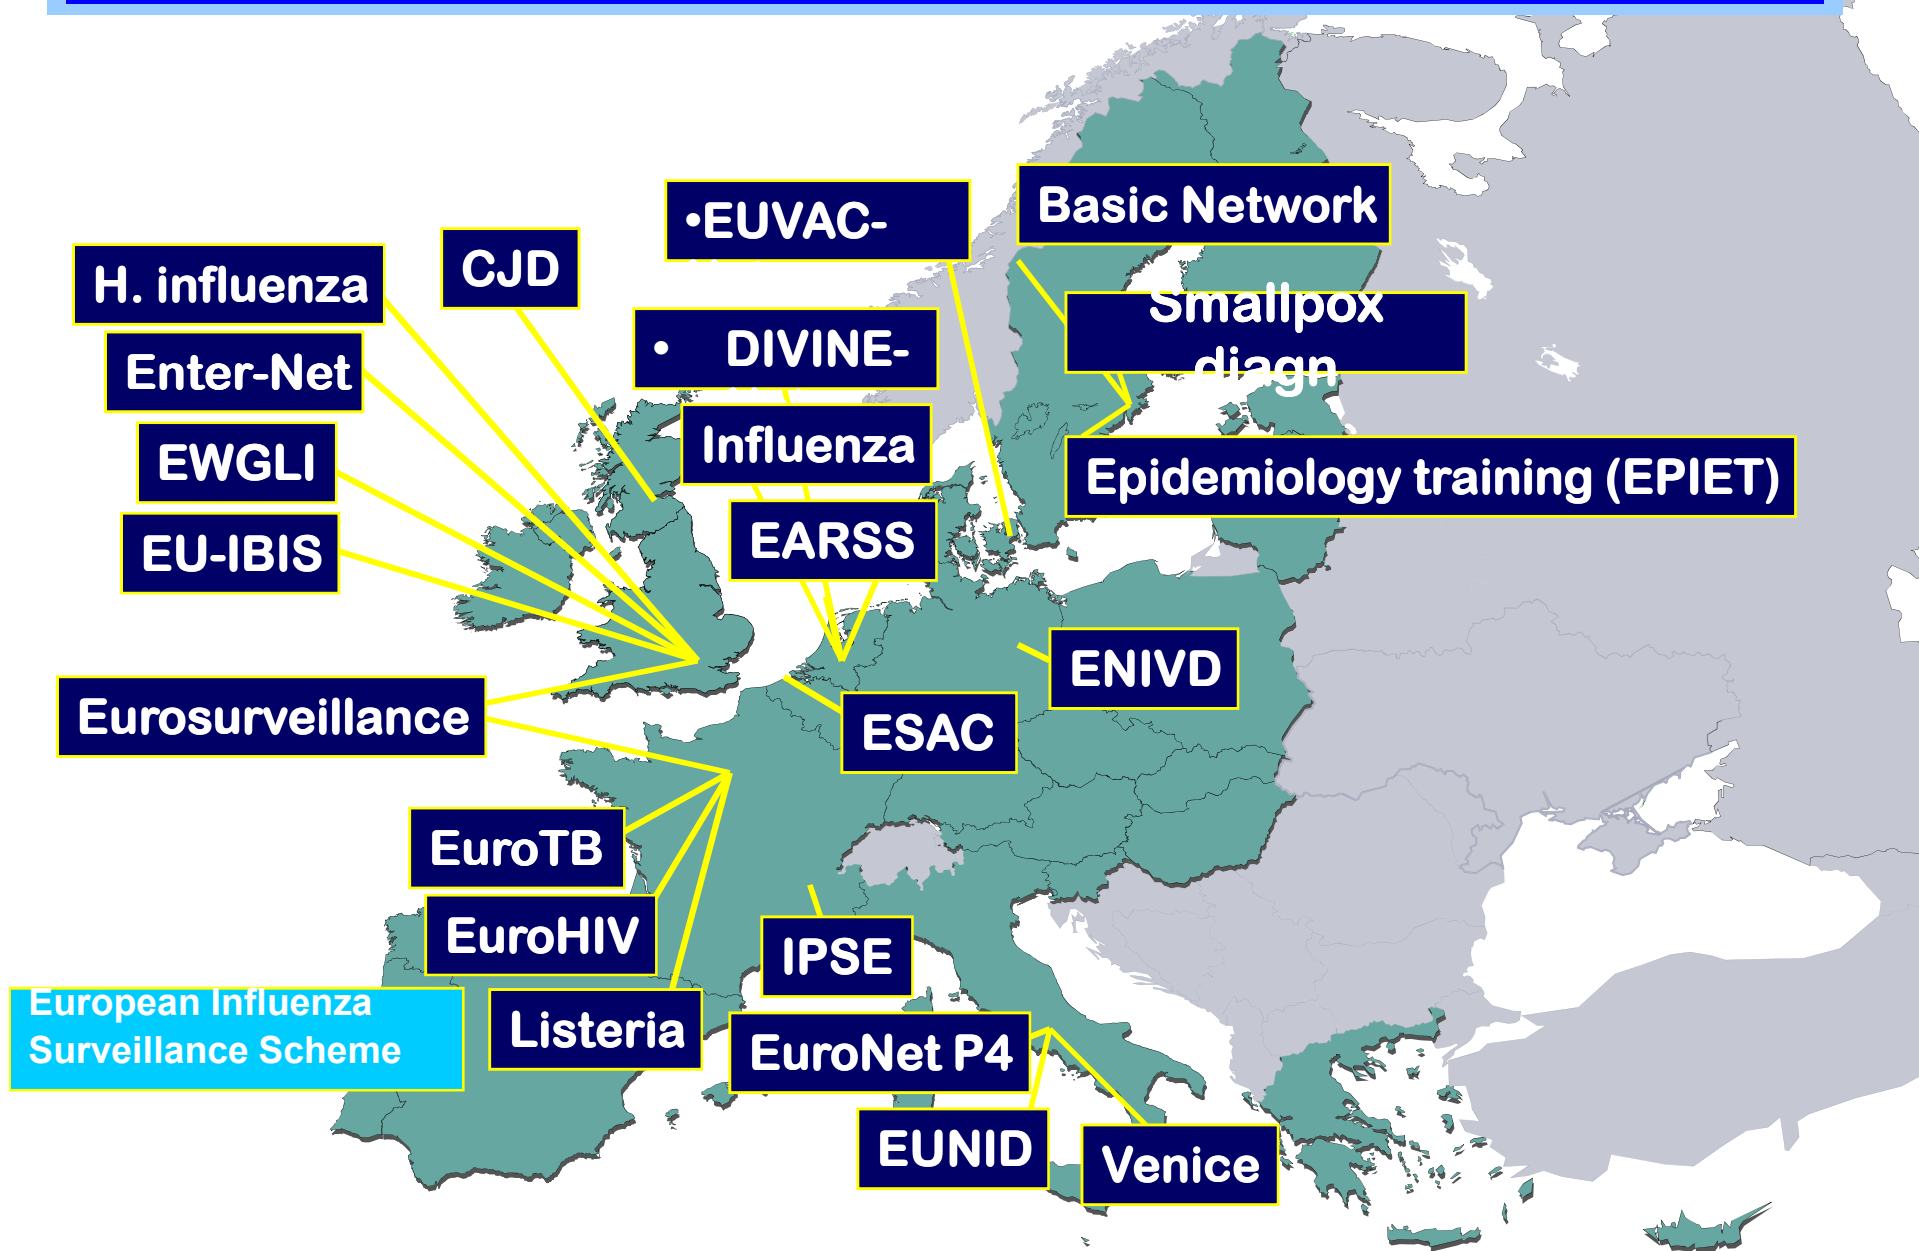 •EUVAC-
Basic Network
CJD
H. influenza
Smallpox
diagn
• DIVINE-
Enter-Net
Influenza
EWGLI
Epidemiology training (EPIET)
EARSS
EU-IBIS
ENIVD
Eurosurveillance
ESAC
EuroTB
EuroHIV
IPSE
European Influenza
Surveillance Scheme
Listeria
EuroNet P4
EUNID
Venice